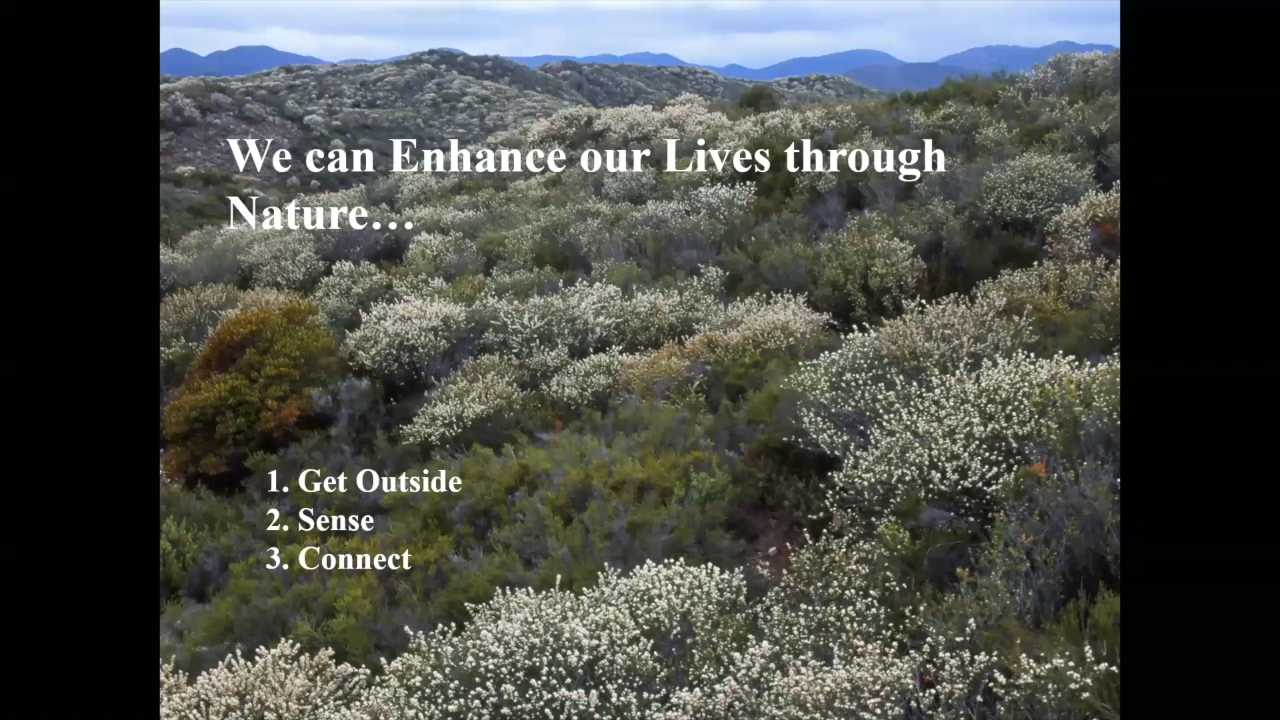 We can Enhance our Lives through
Nature...
1. Get Outside
2. Sense
3. Connect